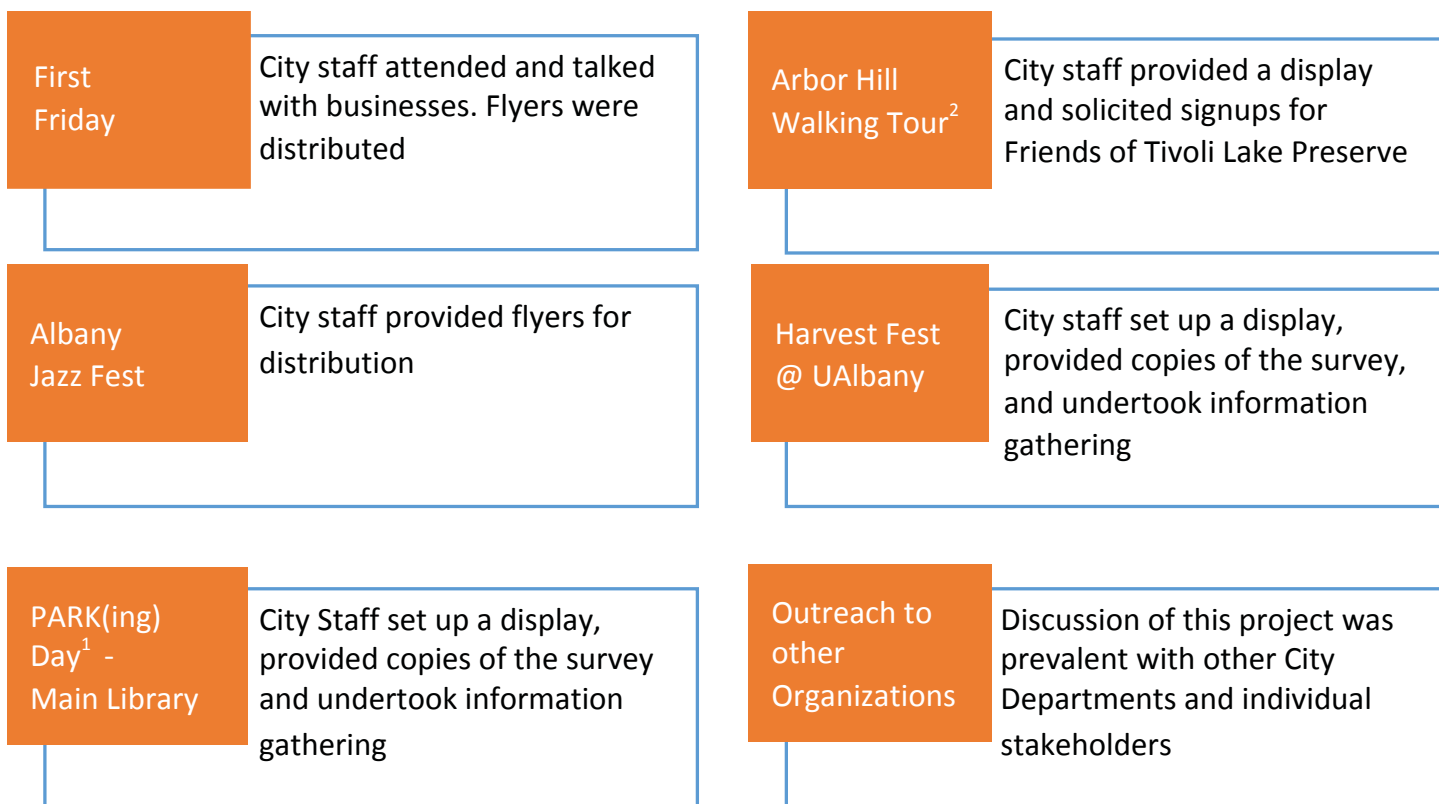 First
Friday
City staff attended and talked
with businesses. Flyers were
distributed
Arbor Hill
Walking Tour²
City staff provided a display
and solicited signups for
Friends of Tivoli Lake Preserve
Albany
Jazz Fest
City staff provided flyers for
distribution
Harvest Fest
@ UAlbany
City staff set up a display,
provided copies of the survey,
and undertook information
gathering
PARK(ing)
Day¹ -
Main Library
City Staff set up a display,
provided copies of the survey
and undertook information
gathering
Outreach to
other
Organizations
Discussion of this project was
prevalent with other City
Departments and individual
stakeholders